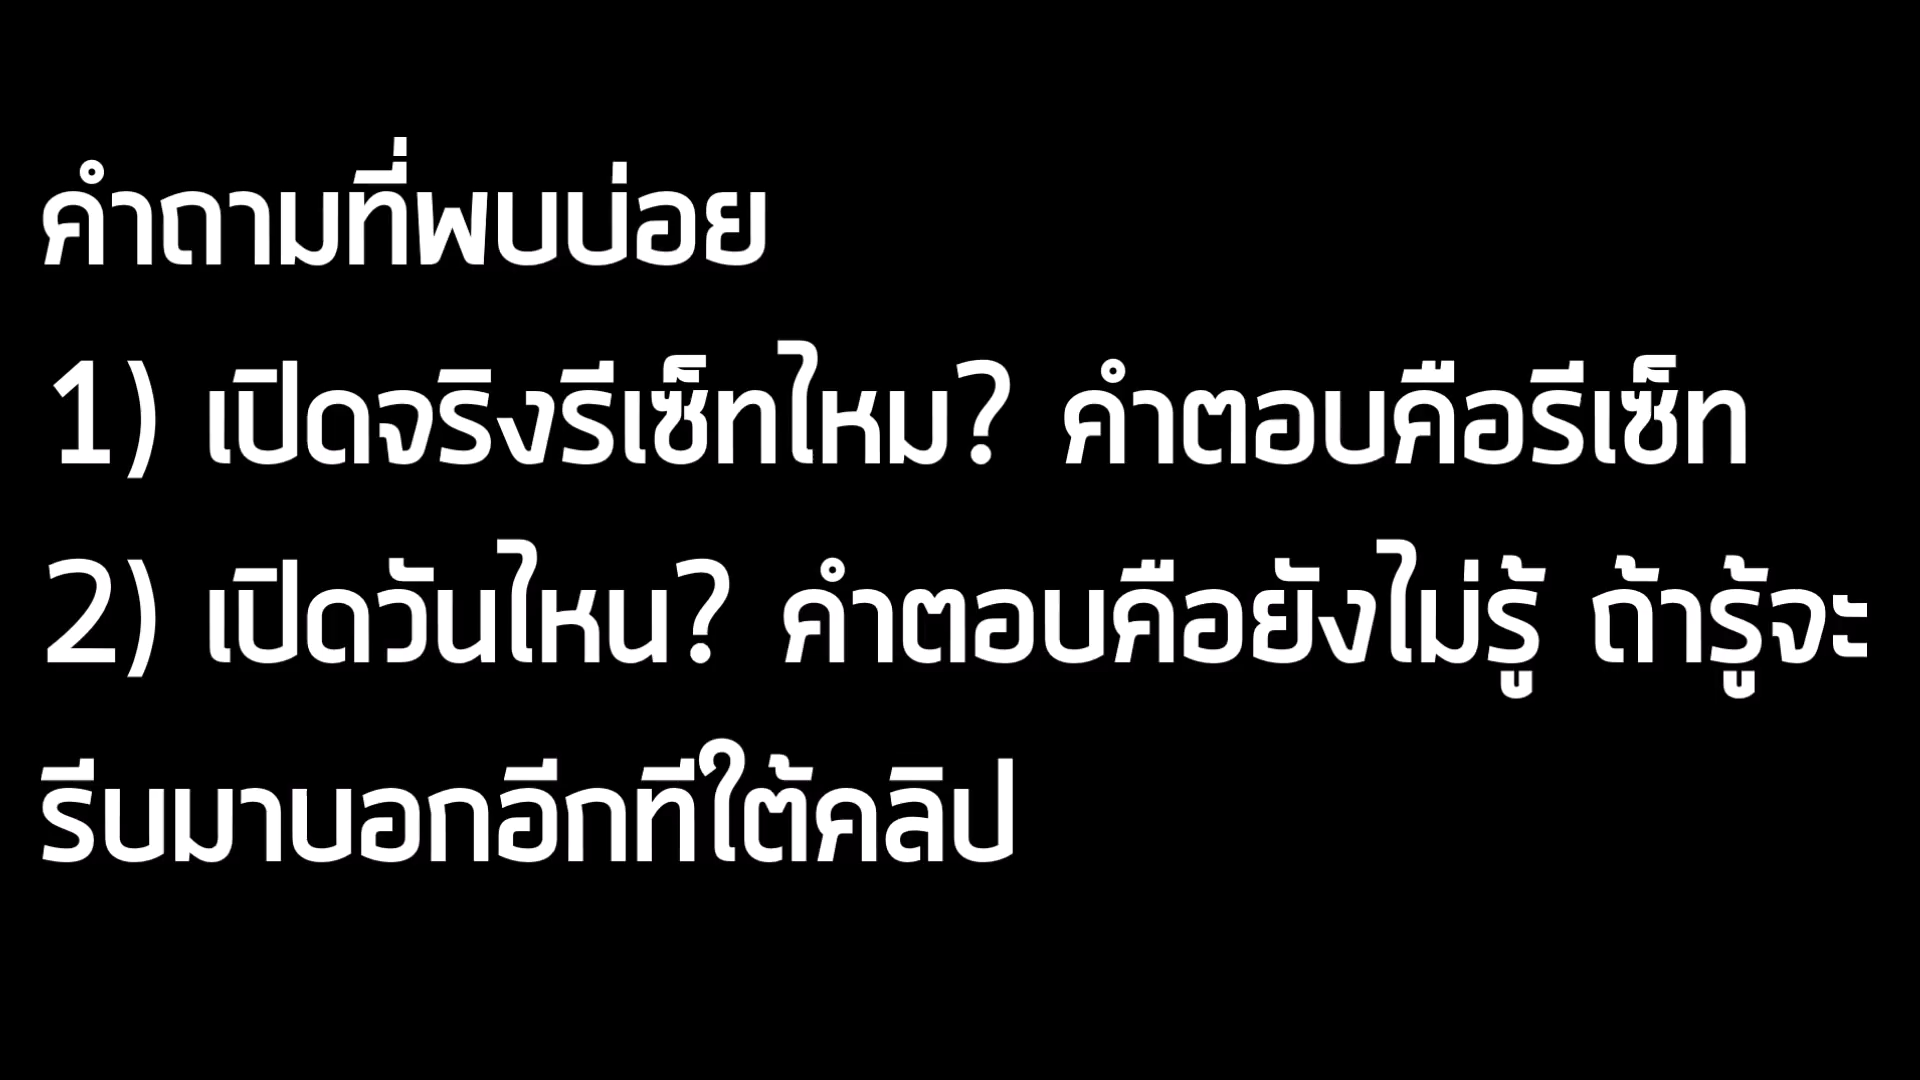 คำถามที่พบบ่อย
1) เปิดจริงรีเซ็ทไหม? คำตอบคือรีเซ็ท
2) เปิดวันไหน? คำตอบคือยังไม่รู้ ถ้ารู้จะ
รีบมาบอกอีกทีใต้คลิป